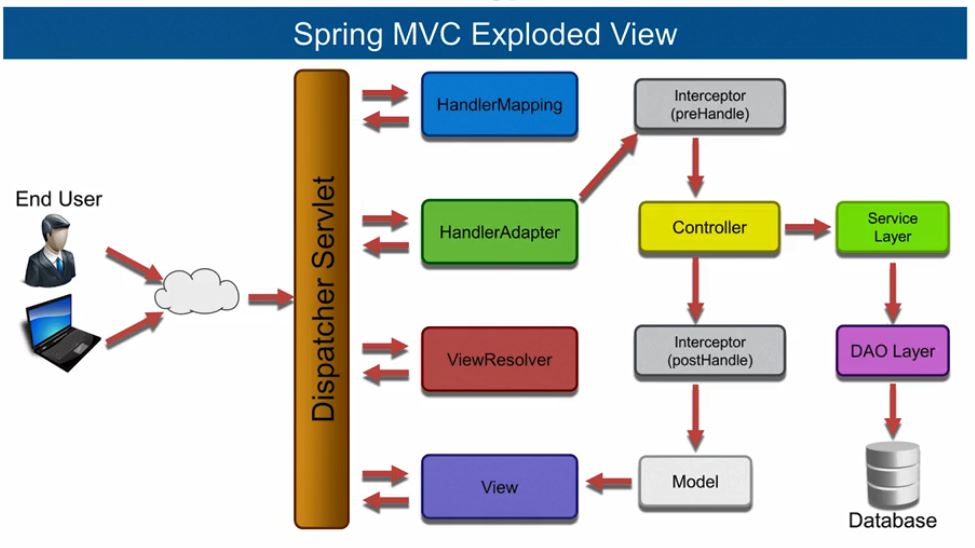 Spring MVC Exploded View
HandlerMapping
Interceptor
(preHandle)
End User
Dispatcher Servlet
HandlerAdapter
Controller
Service
Layer
ViewResolver
Interceptor
(postHandle)
DAO Layer
View
Model
Database